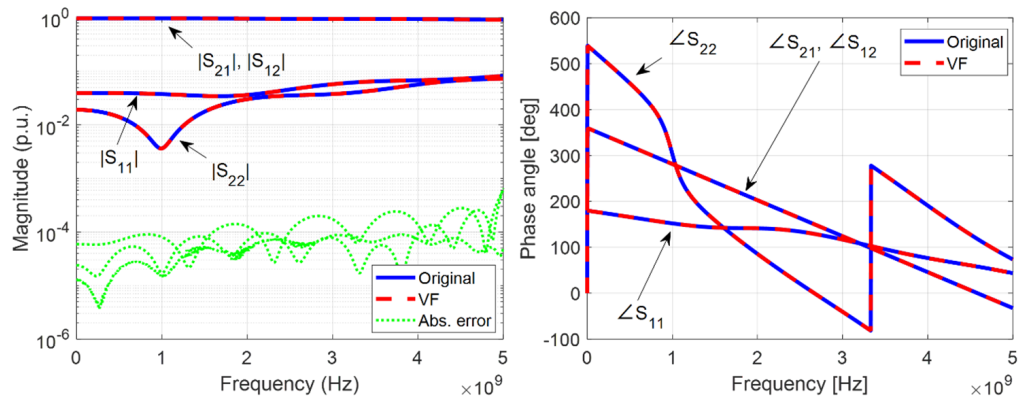 10^0
10^-2
10^-4
10^-6
Magnitude (p.u.)
|S21|, |S12|
|S11|
|S22|
Original
VF
Abs. error
0 1 2 3 4 5
Frequency (Hz)
×10^9
600
500
400
300
200
100
0
-100
Phase angle [deg]
∠S22
∠S21, ∠S12
∠S11
Original
VF
0 1 2 3 4 5
Frequency [Hz]
×10^9